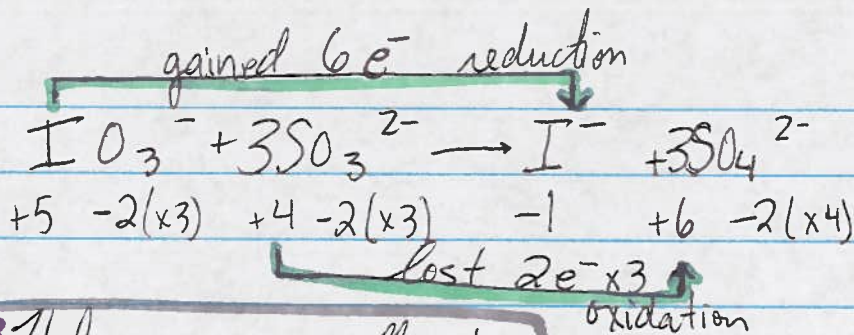 gained 6e⁻ reduction
IO₃⁻ + 3SO₃²⁻ → I⁻ + 3SO₄²⁻
+5 -2(x3) +4 -2(x3) -1 +6 -2(x4)
lost 2e⁻x3
oxidation